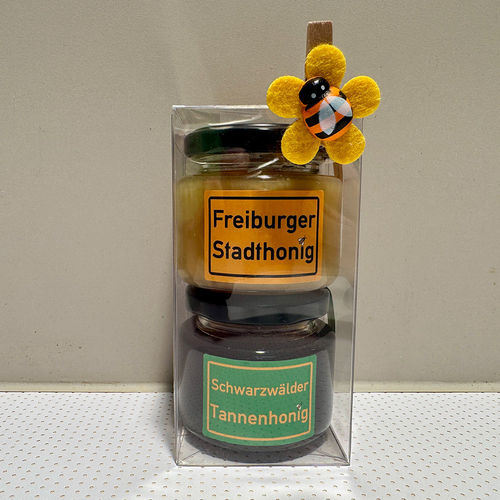 Freiburger
Stadthonig
Schwarzwälder
Tannenhonig